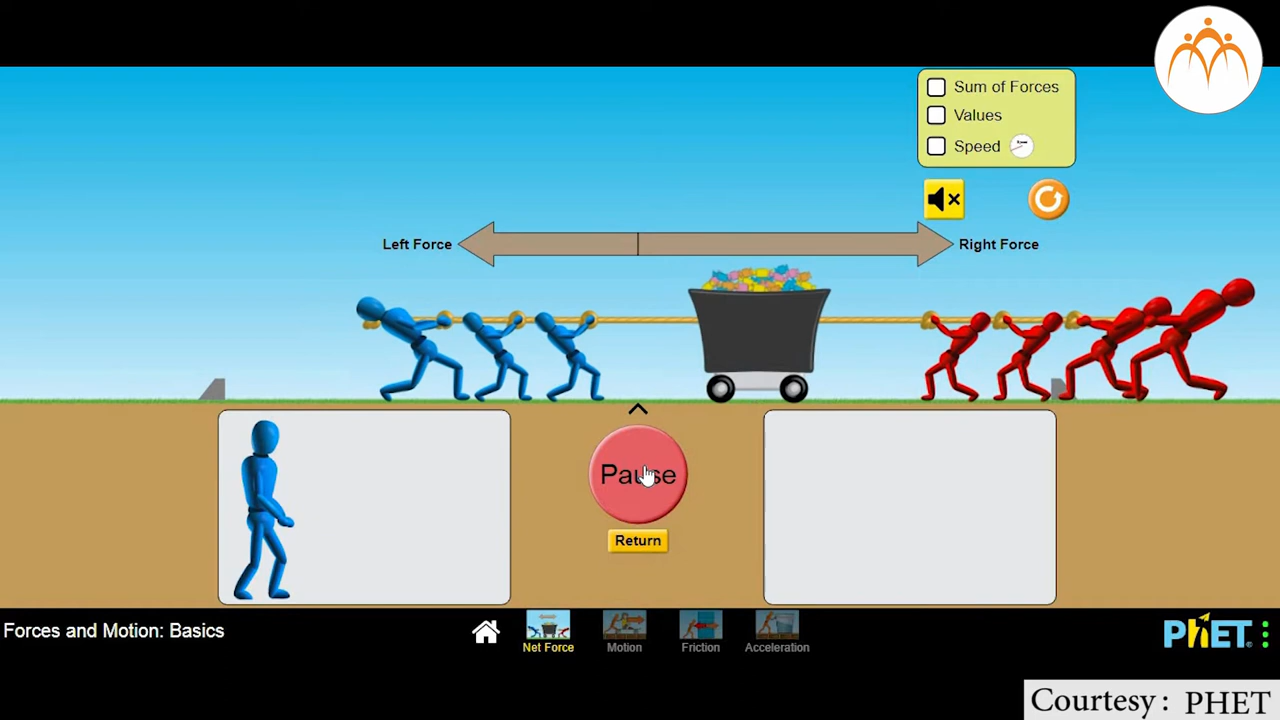 Sum of Forces
Values
Speed
Left Force
Right Force
Pause
Return
Forces and Motion: Basics
Net Force
Motion
Friction
Acceleration
PHET
Courtesy : PHET